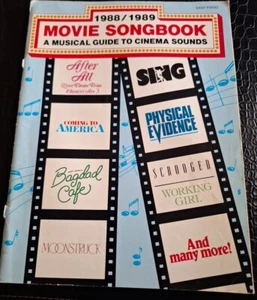 EASY PIANO
1988/1989
MOVIE SONGBOOK
A MUSICAL GUIDE TO CINEMA SOUNDS
After
All
SING
COMING TO
AMERICA
PHYSICAL
EVIDENCE
Bagdad
Cafe
SCROOGED
WORKING
GIRL
MOONSTRUCK
And
many more!